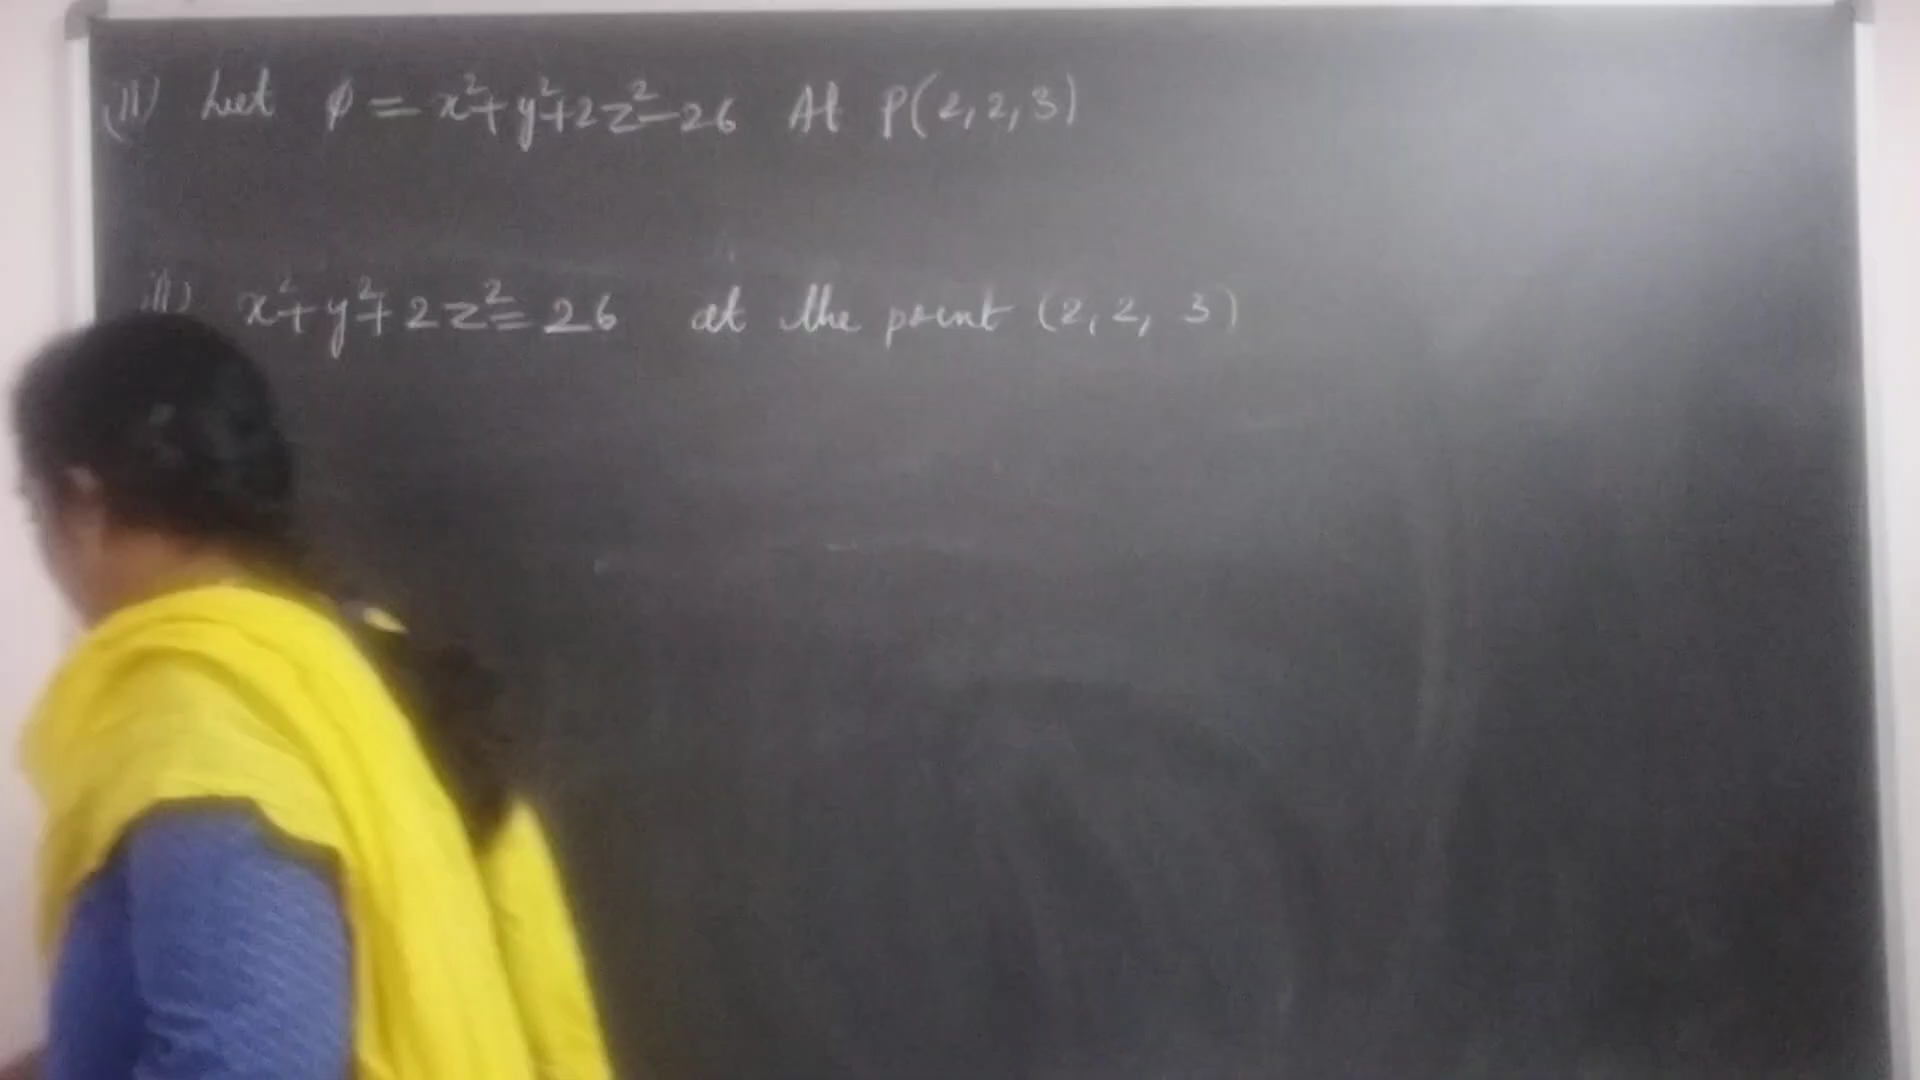 (ii) Let φ = x²+y²+2z²-26 At P(2,2,3)
iii) x²+y²+2z²=26 at the point (2, 2, 3)